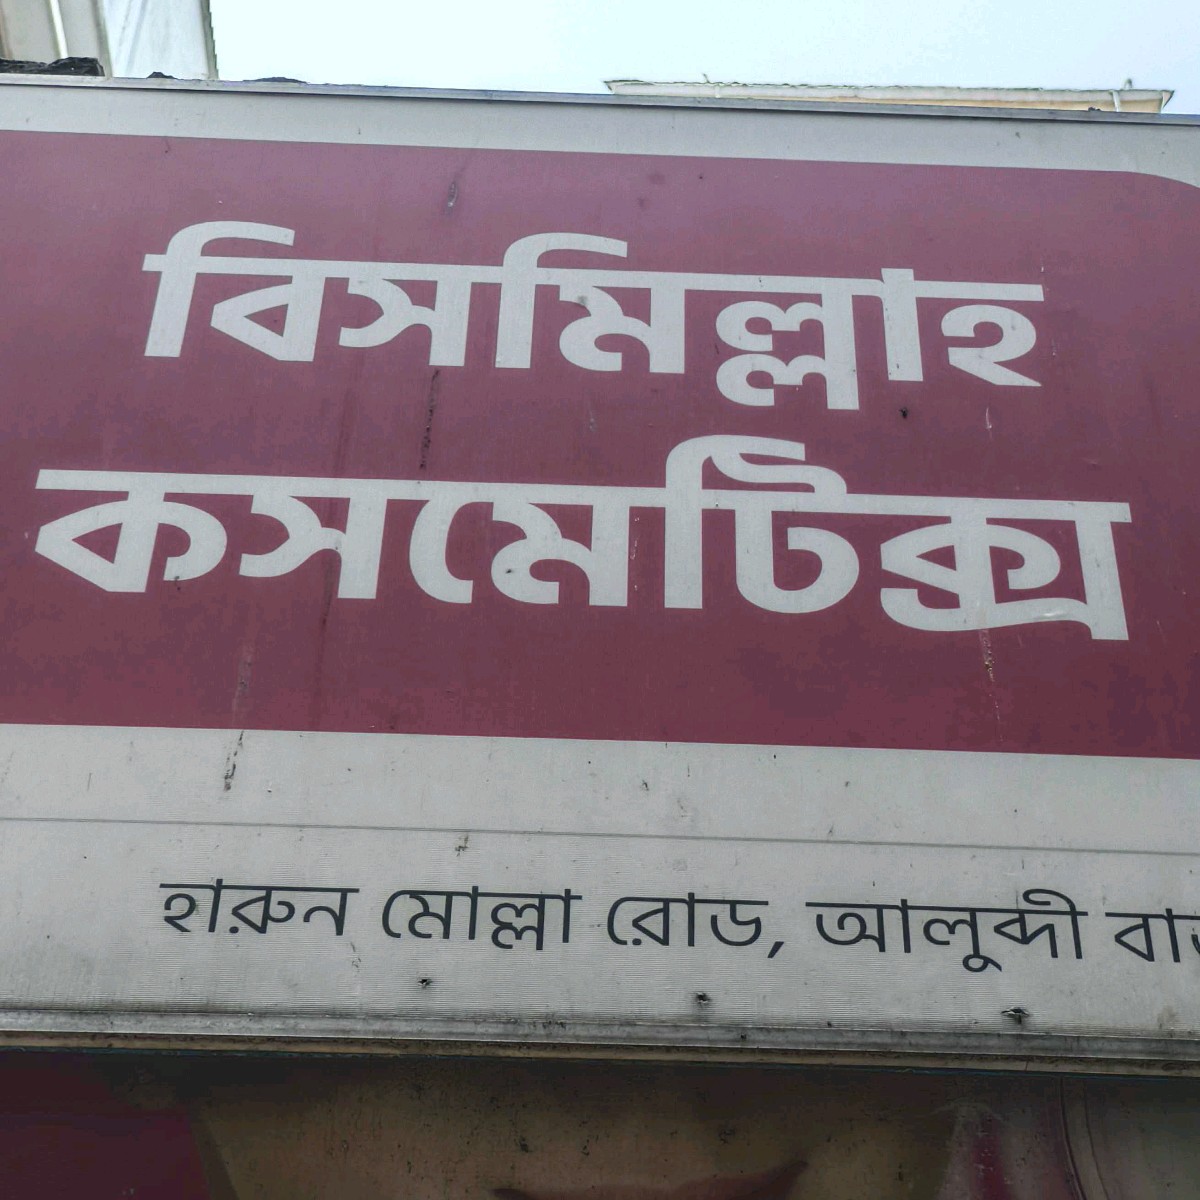 বিসমিল্লাহ
কসমেটিক্স
হারুন মোল্লা রোড, আলুব্দী